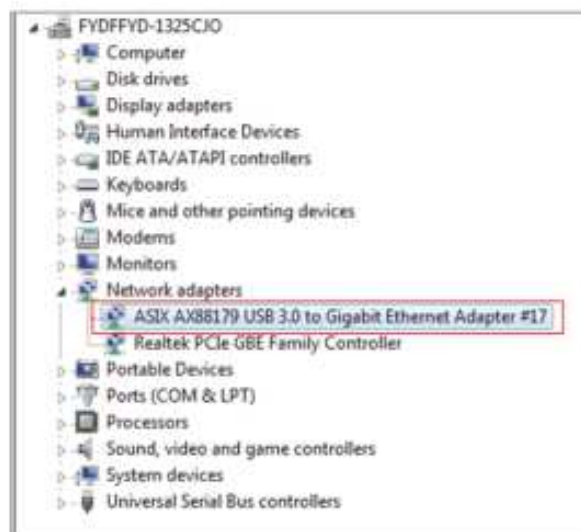 FYDFFYD-1325CJO
Computer
Disk drives
Display adapters
Human Interface Devices
IDE ATA/ATAPI controllers
Keyboards
Mice and other pointing devices
Modems
Monitors
Network adapters
ASIX AX88179 USB 3.0 to Gigabit Ethernet Adapter #17
Realtek PCIe GBE Family Controller
Portable Devices
Ports (COM & LPT)
Processors
Sound, video and game controllers
System devices
Universal Serial Bus controllers